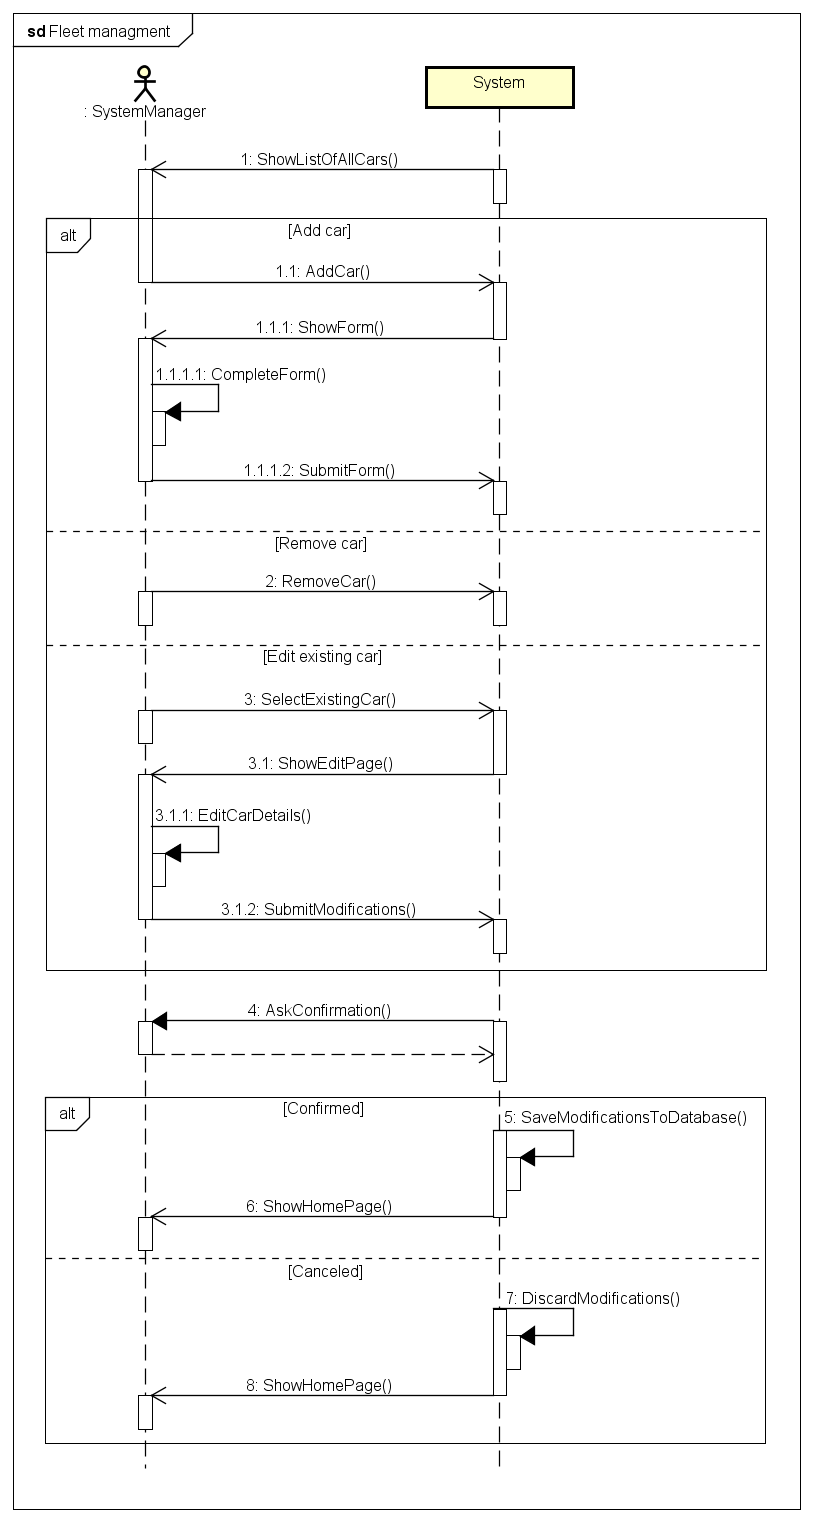 sd Fleet managment
: SystemManager
System
1: ShowListOfAllCars()
alt
[Add car]
1.1: AddCar()
1.1.1: ShowForm()
1.1.1.1: CompleteForm()
1.1.1.2: SubmitForm()
[Remove car]
2: RemoveCar()
[Edit existing car]
3: SelectExistingCar()
3.1: ShowEditPage()
3.1.1: EditCarDetails()
3.1.2: SubmitModifications()
4: AskConfirmation()
alt
[Confirmed]
5: SaveModificationsToDatabase()
6: ShowHomePage()
[Canceled]
7: DiscardModifications()
8: ShowHomePage()